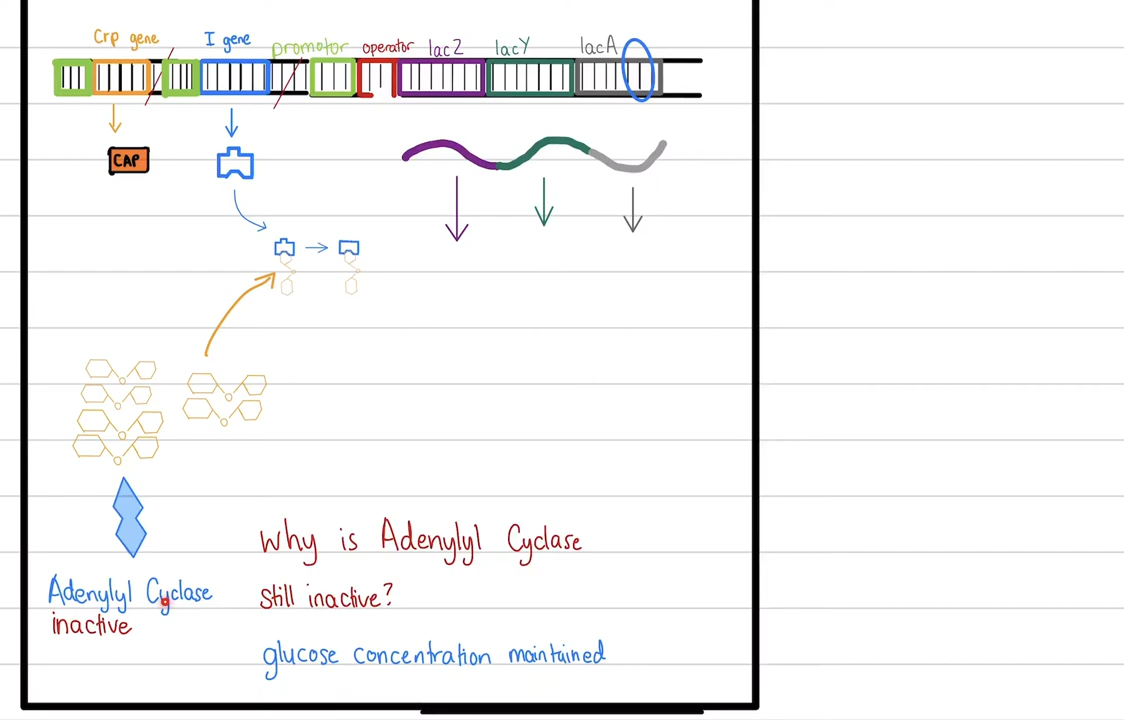 Crp gene
I gene
promotor
operator
lacZ
lacY
lacA
CAP
Why is Adenylyl Cyclase
still inactive?
Adenylyl Cyclase
inactive
glucose concentration maintained